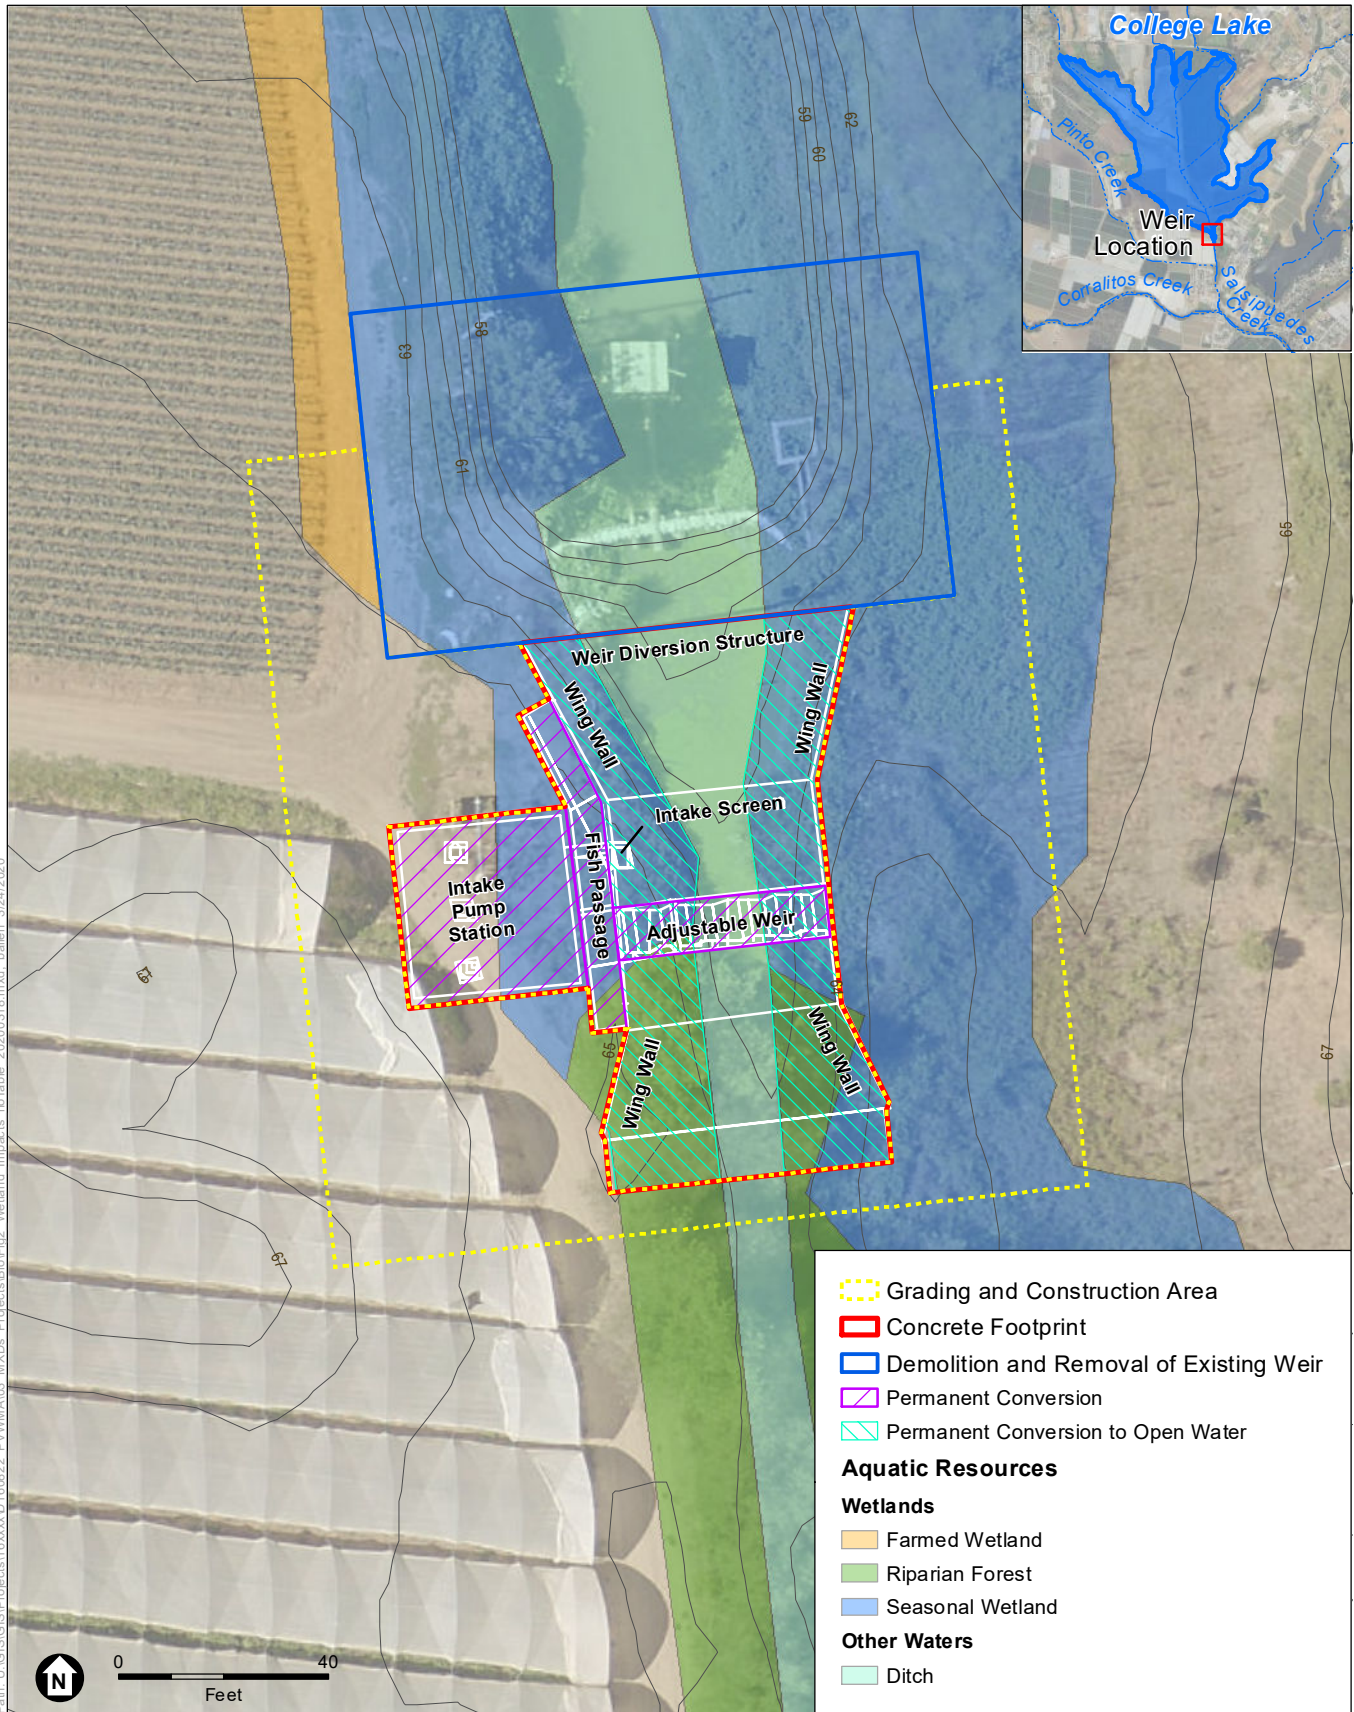 College Lake
Pinto Creek
Weir
Location
Corralitos Creek
Salsipuedes
Creek
59
60
62
58
63
61
65
Weir Diversion Structure
Wing Wall
Wing Wall
Intake Screen
Fish Passage
Intake
Pump
Station
Adjustable Weir
Wing Wall
Wing Wall
65
67
67
Grading and Construction Area
Concrete Footprint
Demolition and Removal of Existing Weir
Permanent Conversion
Permanent Conversion to Open Water
Aquatic Resources
Wetlands
Farmed Wetland
Riparian Forest
Seasonal Wetland
Other Waters
Ditch
N
0 40
Feet